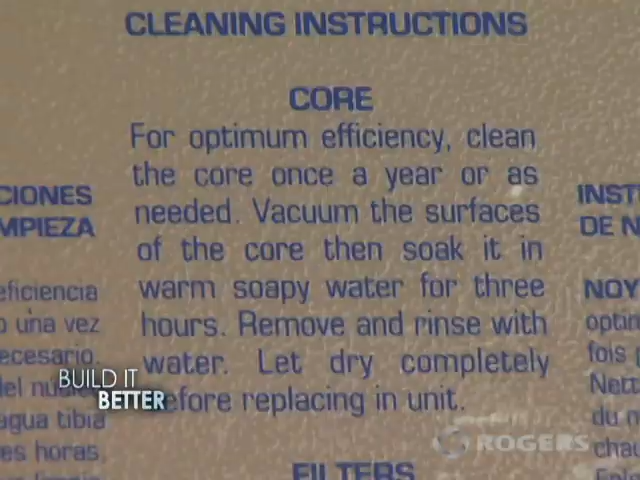 CLEANING INSTRUCTIONS
CORE
For optimum efficiency, clean
the core once a year or as
needed. Vacuum the surfaces
of the core then soak it in
warm soapy water for three
hours. Remove and rinse with
water. Let dry completely
efore replacing in unit.
FILTERS
CIONES
MPIEZA
eficiencia
o una vez
ecesario.
del
agua tibia
es horas,
INST
DE N
NOY
optin
fois
Nett
du n
chau
BUILD IT
BETTER
ROGERS